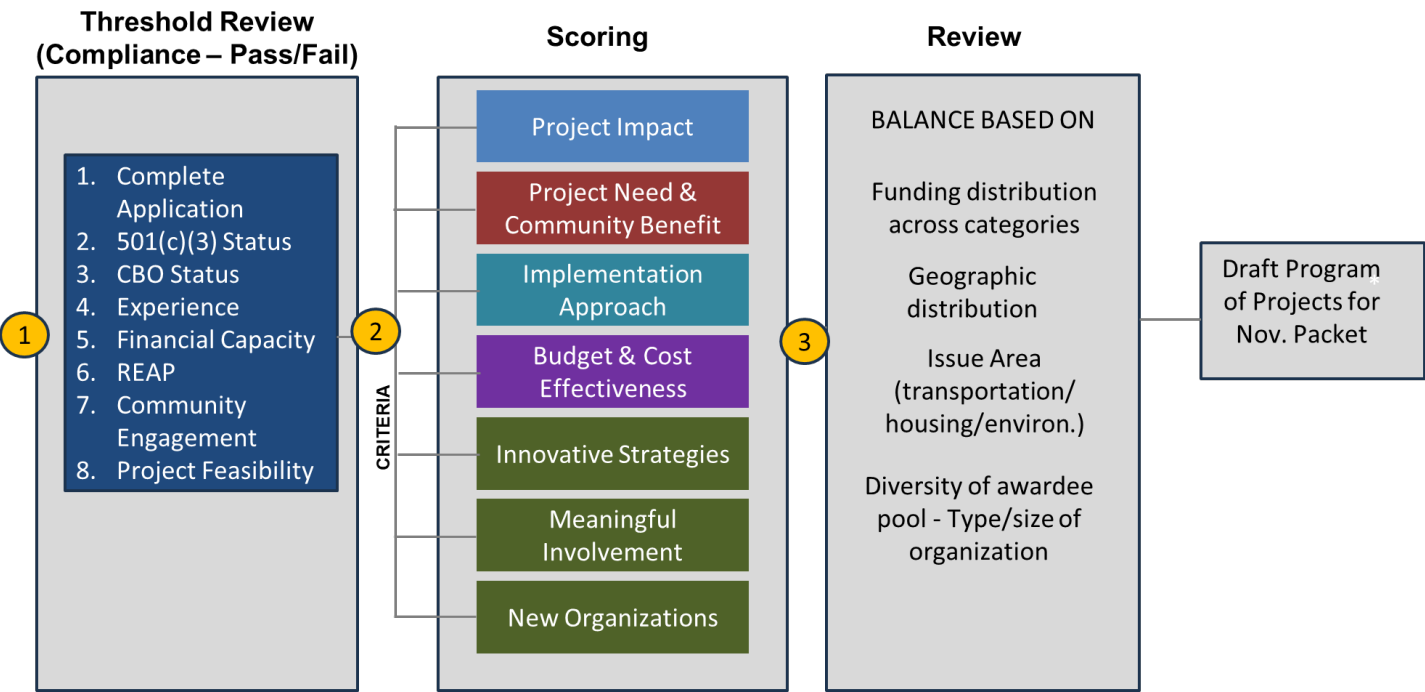 Threshold Review
(Compliance – Pass/Fail)
1
1. Complete
Application
2. 501(c)(3) Status
3. CBO Status
4. Experience
5. Financial Capacity
6. REAP
7. Community
Engagement
8. Project Feasibility
2
CRITERIA
Scoring
Project Impact
Project Need &
Community Benefit
Implementation
Approach
Budget & Cost
Effectiveness
Innovative Strategies
Meaningful
Involvement
New Organizations
3
Review
BALANCE BASED ON
Funding distribution
across categories
Geographic
distribution
Issue Area
(transportation/
housing/environ.)
Diversity of awardee
pool - Type/size of
organization
Draft Program
*
of Projects for
Nov. Packet